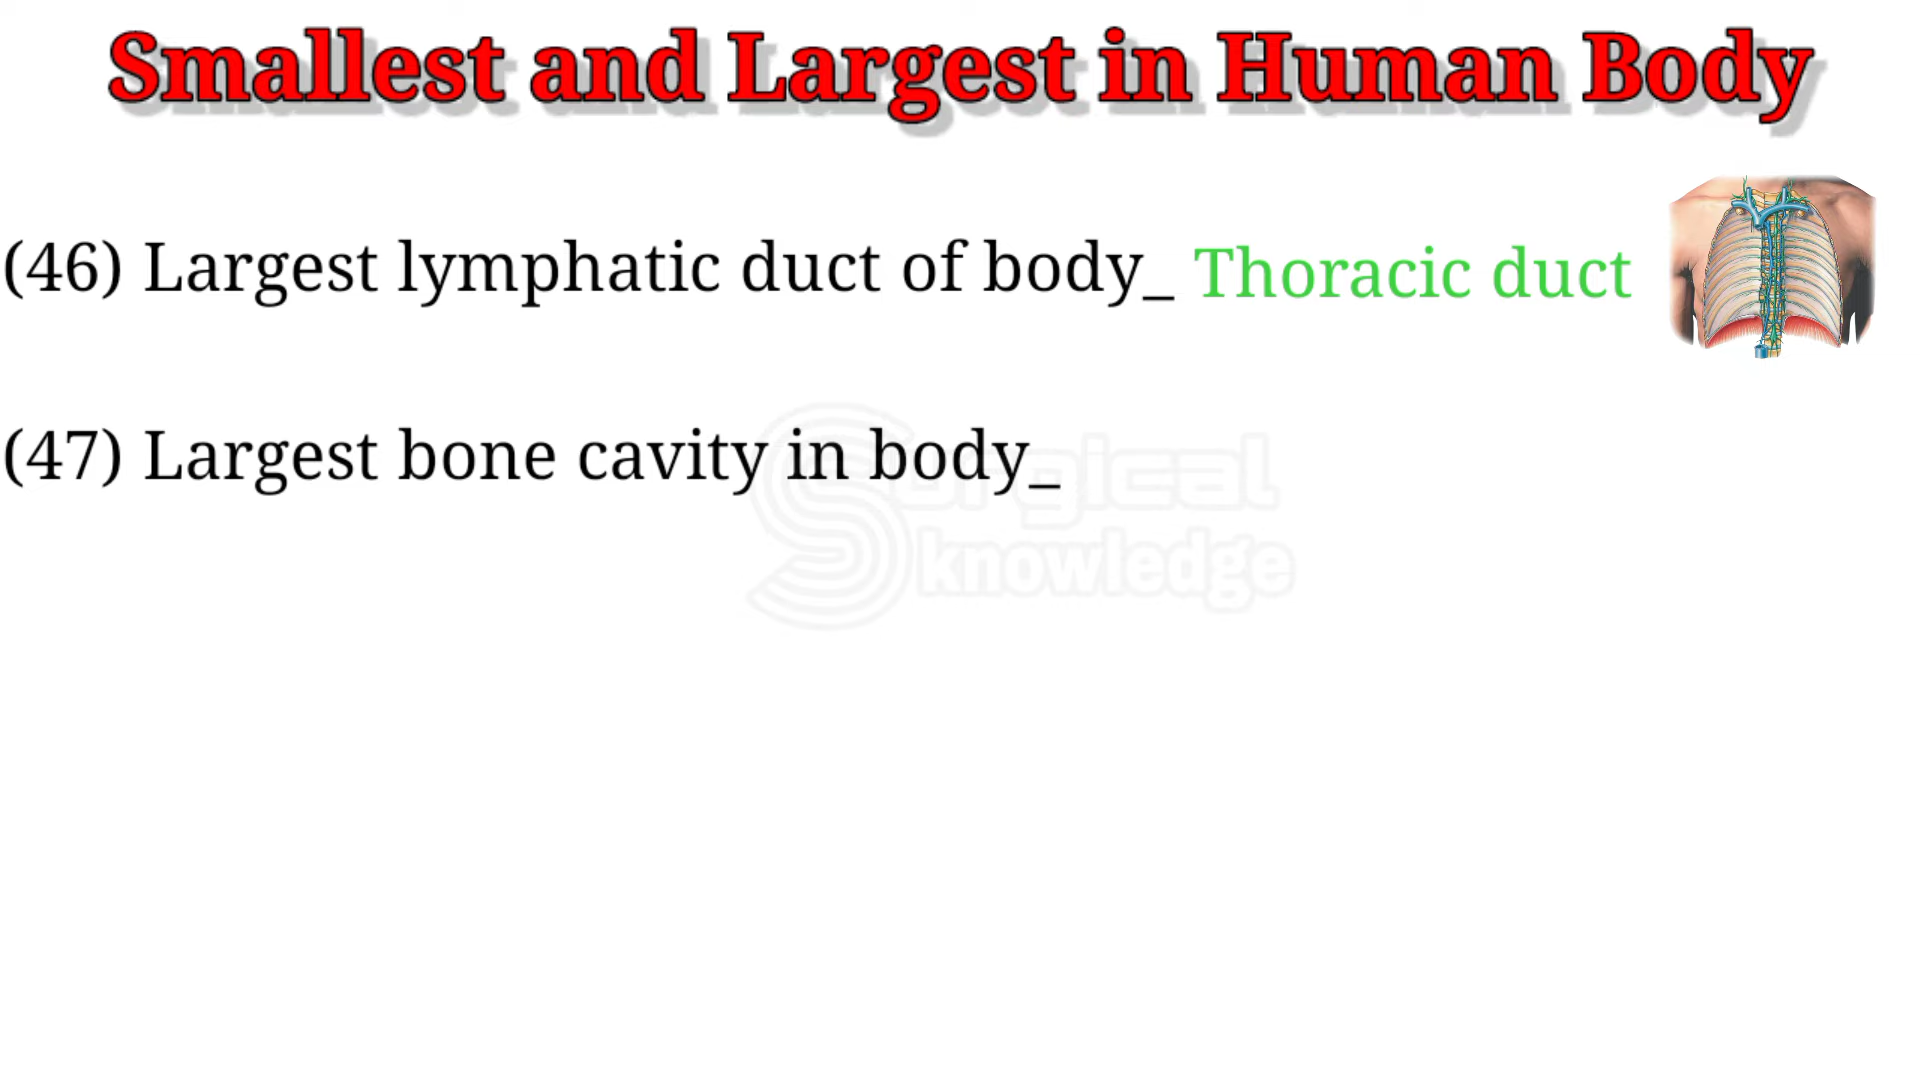 Smallest and Largest in Human Body
(46) Largest lymphatic duct of body_ Thoracic duct
(47) Largest bone cavity in body_
Surgical
knowledge